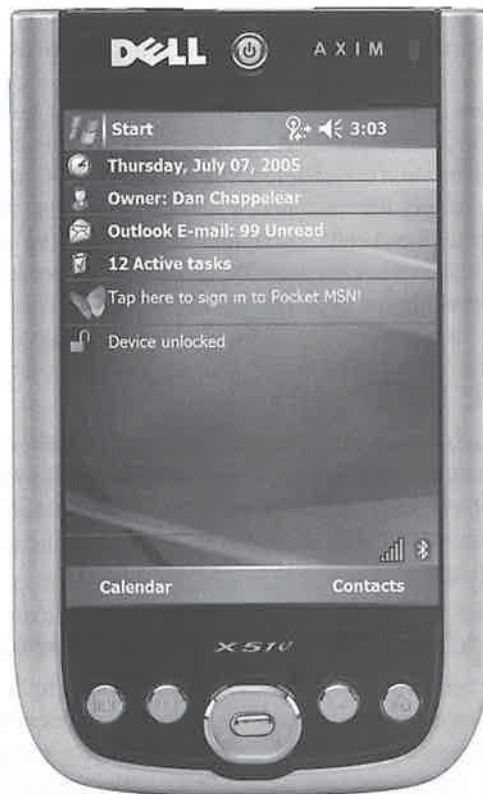 DELL AXIM
Start 3:03
Thursday, July 07, 2005
Owner: Dan Chappelear
Outlook E-mail: 99 Unread
12 Active tasks
Tap here to sign in to Pocket MSN!
Device unlocked
Calendar Contacts
X51v